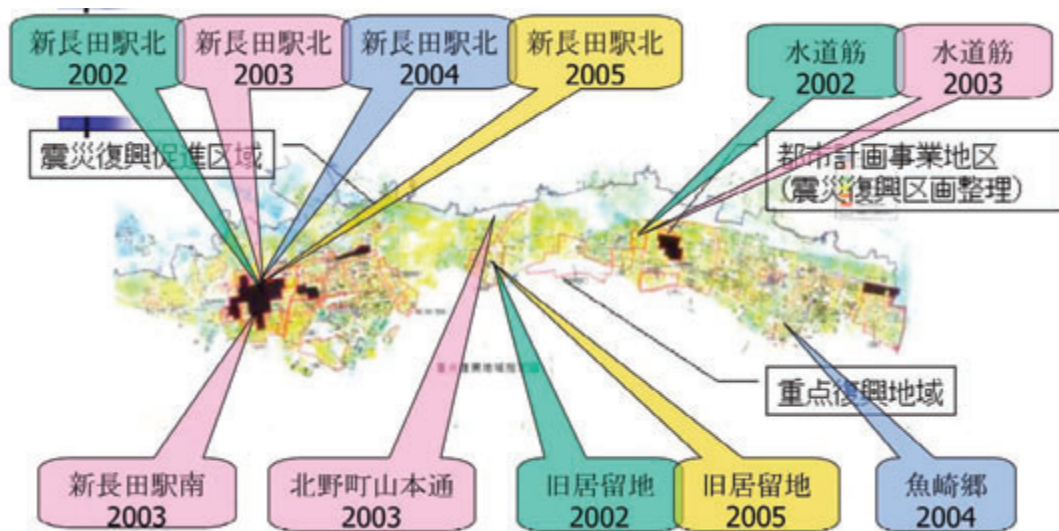 新長田駅北
2002
新長田駅北
2003
新長田駅北
2004
新長田駅北
2005
水道筋
2002
水道筋
2003
震災復興促進区域
都市計画事業地区
(震災復興区画整理)
重点復興地域
新長田駅南
2003
北野町山本通
2003
旧居留地
2002
旧居留地
2005
魚崎郷
2004